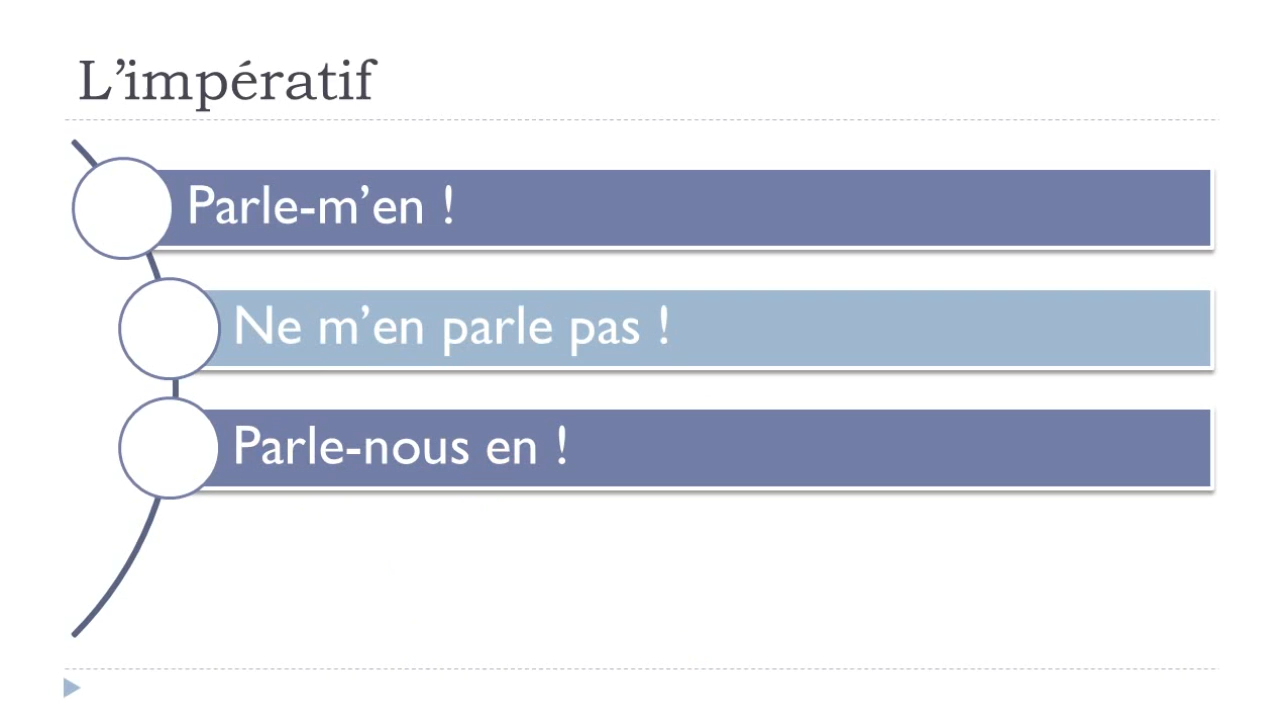 L’impératif
Parle-m’en !
Ne m’en parle pas !
Parle-nous en !